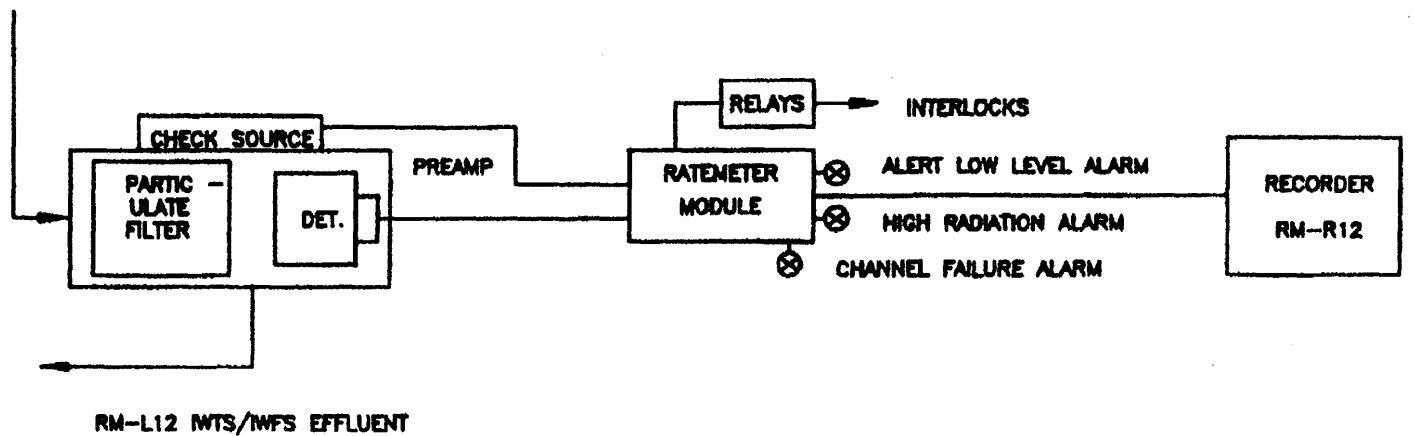 RELAYS
INTERLOCKS
CHECK SOURCE
PREAMP
PARTIC -
ULATE
FILTER
DET.
RATEMETER
MODULE
ALERT LOW LEVEL ALARM
HIGH RADIATION ALARM
CHANNEL FAILURE ALARM
RECORDER
RM-R12
RM-L12 IWTS/IWFS EFFLUENT